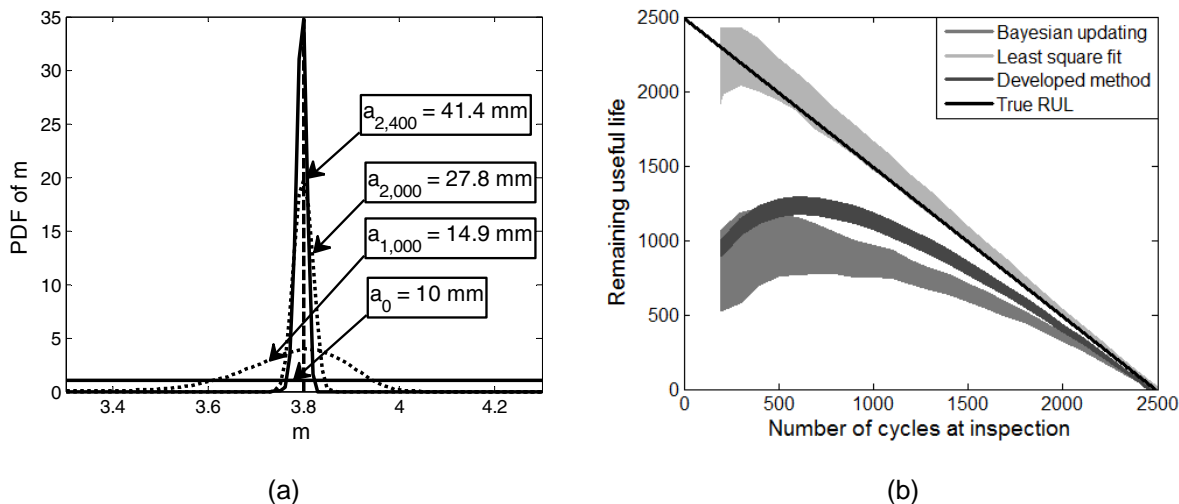 35
30
25
20
15
10
5
0
PDF of m
3.4 3.6 3.8 4 4.2
m
a2,400 = 41.4 mm
a2,000 = 27.8 mm
a1,000 = 14.9 mm
a0 = 10 mm
(a)
2500
2000
1500
1000
500
0
Remaining useful life
0 500 1000 1500 2000 2500
Number of cycles at inspection
Bayesian updating
Least square fit
Developed method
True RUL
(b)